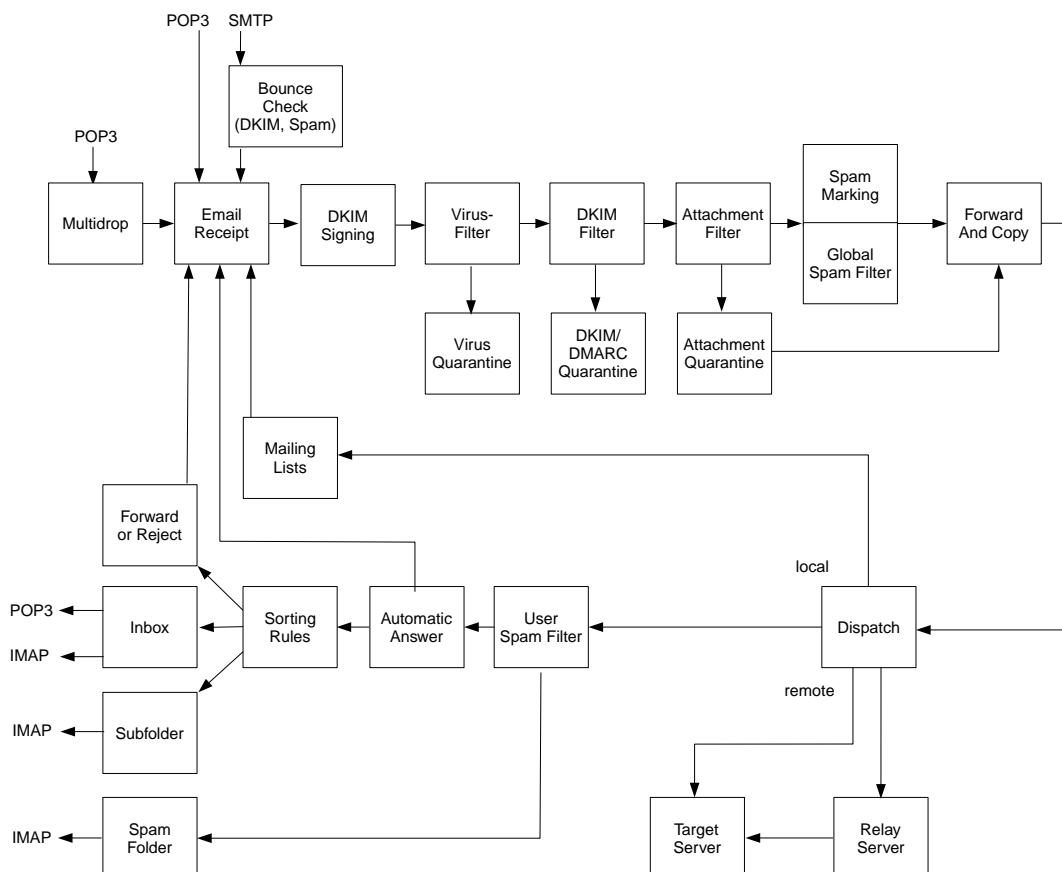 POP3
SMTP
Bounce
Check
(DKIM, Spam)
POP3
Multidrop
Email
Receipt
DKIM
Signing
Virus-
Filter
DKIM
Filter
Attachment
Filter
Spam
Marking
Global
Spam Filter
Forward
And Copy
Virus
Quarantine
DKIM/
DMARC
Quarantine
Attachment
Quarantine
Mailing
Lists
Forward
or Reject
local
POP3
IMAP
Inbox
Sorting
Rules
Automatic
Answer
User
Spam Filter
Dispatch
remote
IMAP
Subfolder
IMAP
Spam
Folder
Target
Server
Relay
Server